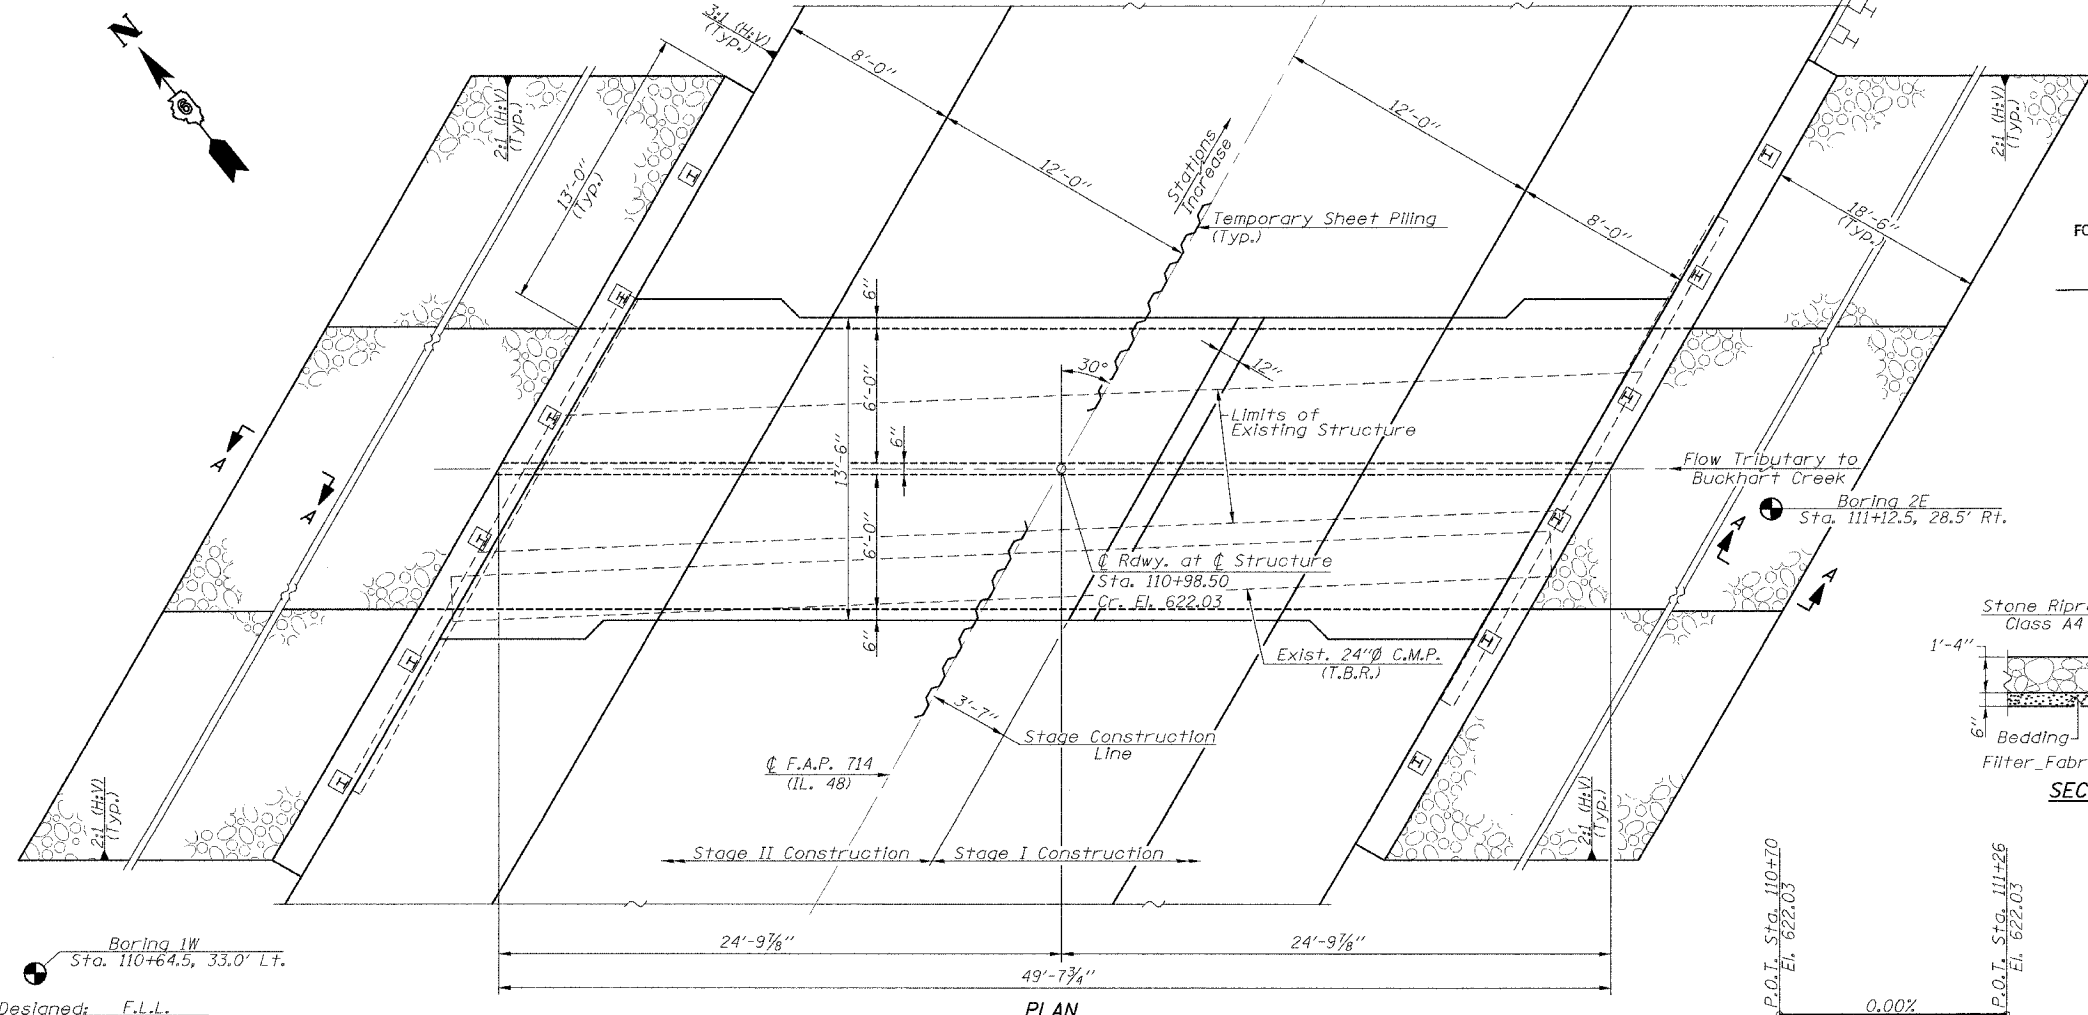 N
3:1 (H:V)
(Typ.)
8'-0"
2:1 (H:V)
(Typ.)
13'-0"
(Typ.)
12'-0"
Stations
Increase
12'-0"
2:1 (H:V)
(Typ.)
Temporary Sheet Piling
(Typ.)
8'-0"
18'-6"
(Typ.)
6"
30°
12"
6'-0"
Limits of
Existing Structure
6"
13'-6"
A
A
Flow Tributary to
Buckhart Creek
Boring 2E
Sta. 111+12.5, 28.5' Rt.
A
A
6'-0"
℄ Rdwy. at ℄ Structure
Sta. 110+98.50
Cr. El. 622.03
6"
Exist. 24"Ø C.M.P.
(T.B.R.)
Stone Ripr
Class A4
1'-4"
6"
Bedding
Filter Fabr
SEC
3'-7"
Stage Construction
Line
℄ F.A.P. 714
(IL. 48)
2:1 (H:V)
(Typ.)
2:1 (H:V)
(Typ.)
Stage II Construction
Stage I Construction
P.O.T. Sta. 110+70
El. 622.03
P.O.T. Sta. 111+26
El. 622.03
0.00%
Boring 1W
Sta. 110+64.5, 33.0' Lt.
24'-9⅞"
24'-9⅞"
49'-7¾"
Designed: F.L.L.
PLAN